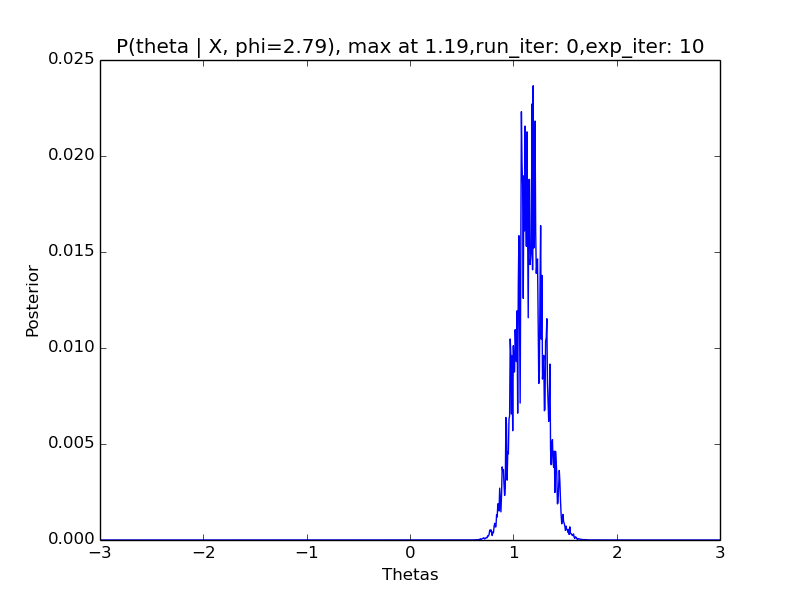 P(theta | X, phi=2.79), max at 1.19,run_iter: 0,exp_iter: 10
0.025
0.020
0.015
0.010
0.005
0.000
Posterior
−3 −2 −1 0 1 2 3
Thetas